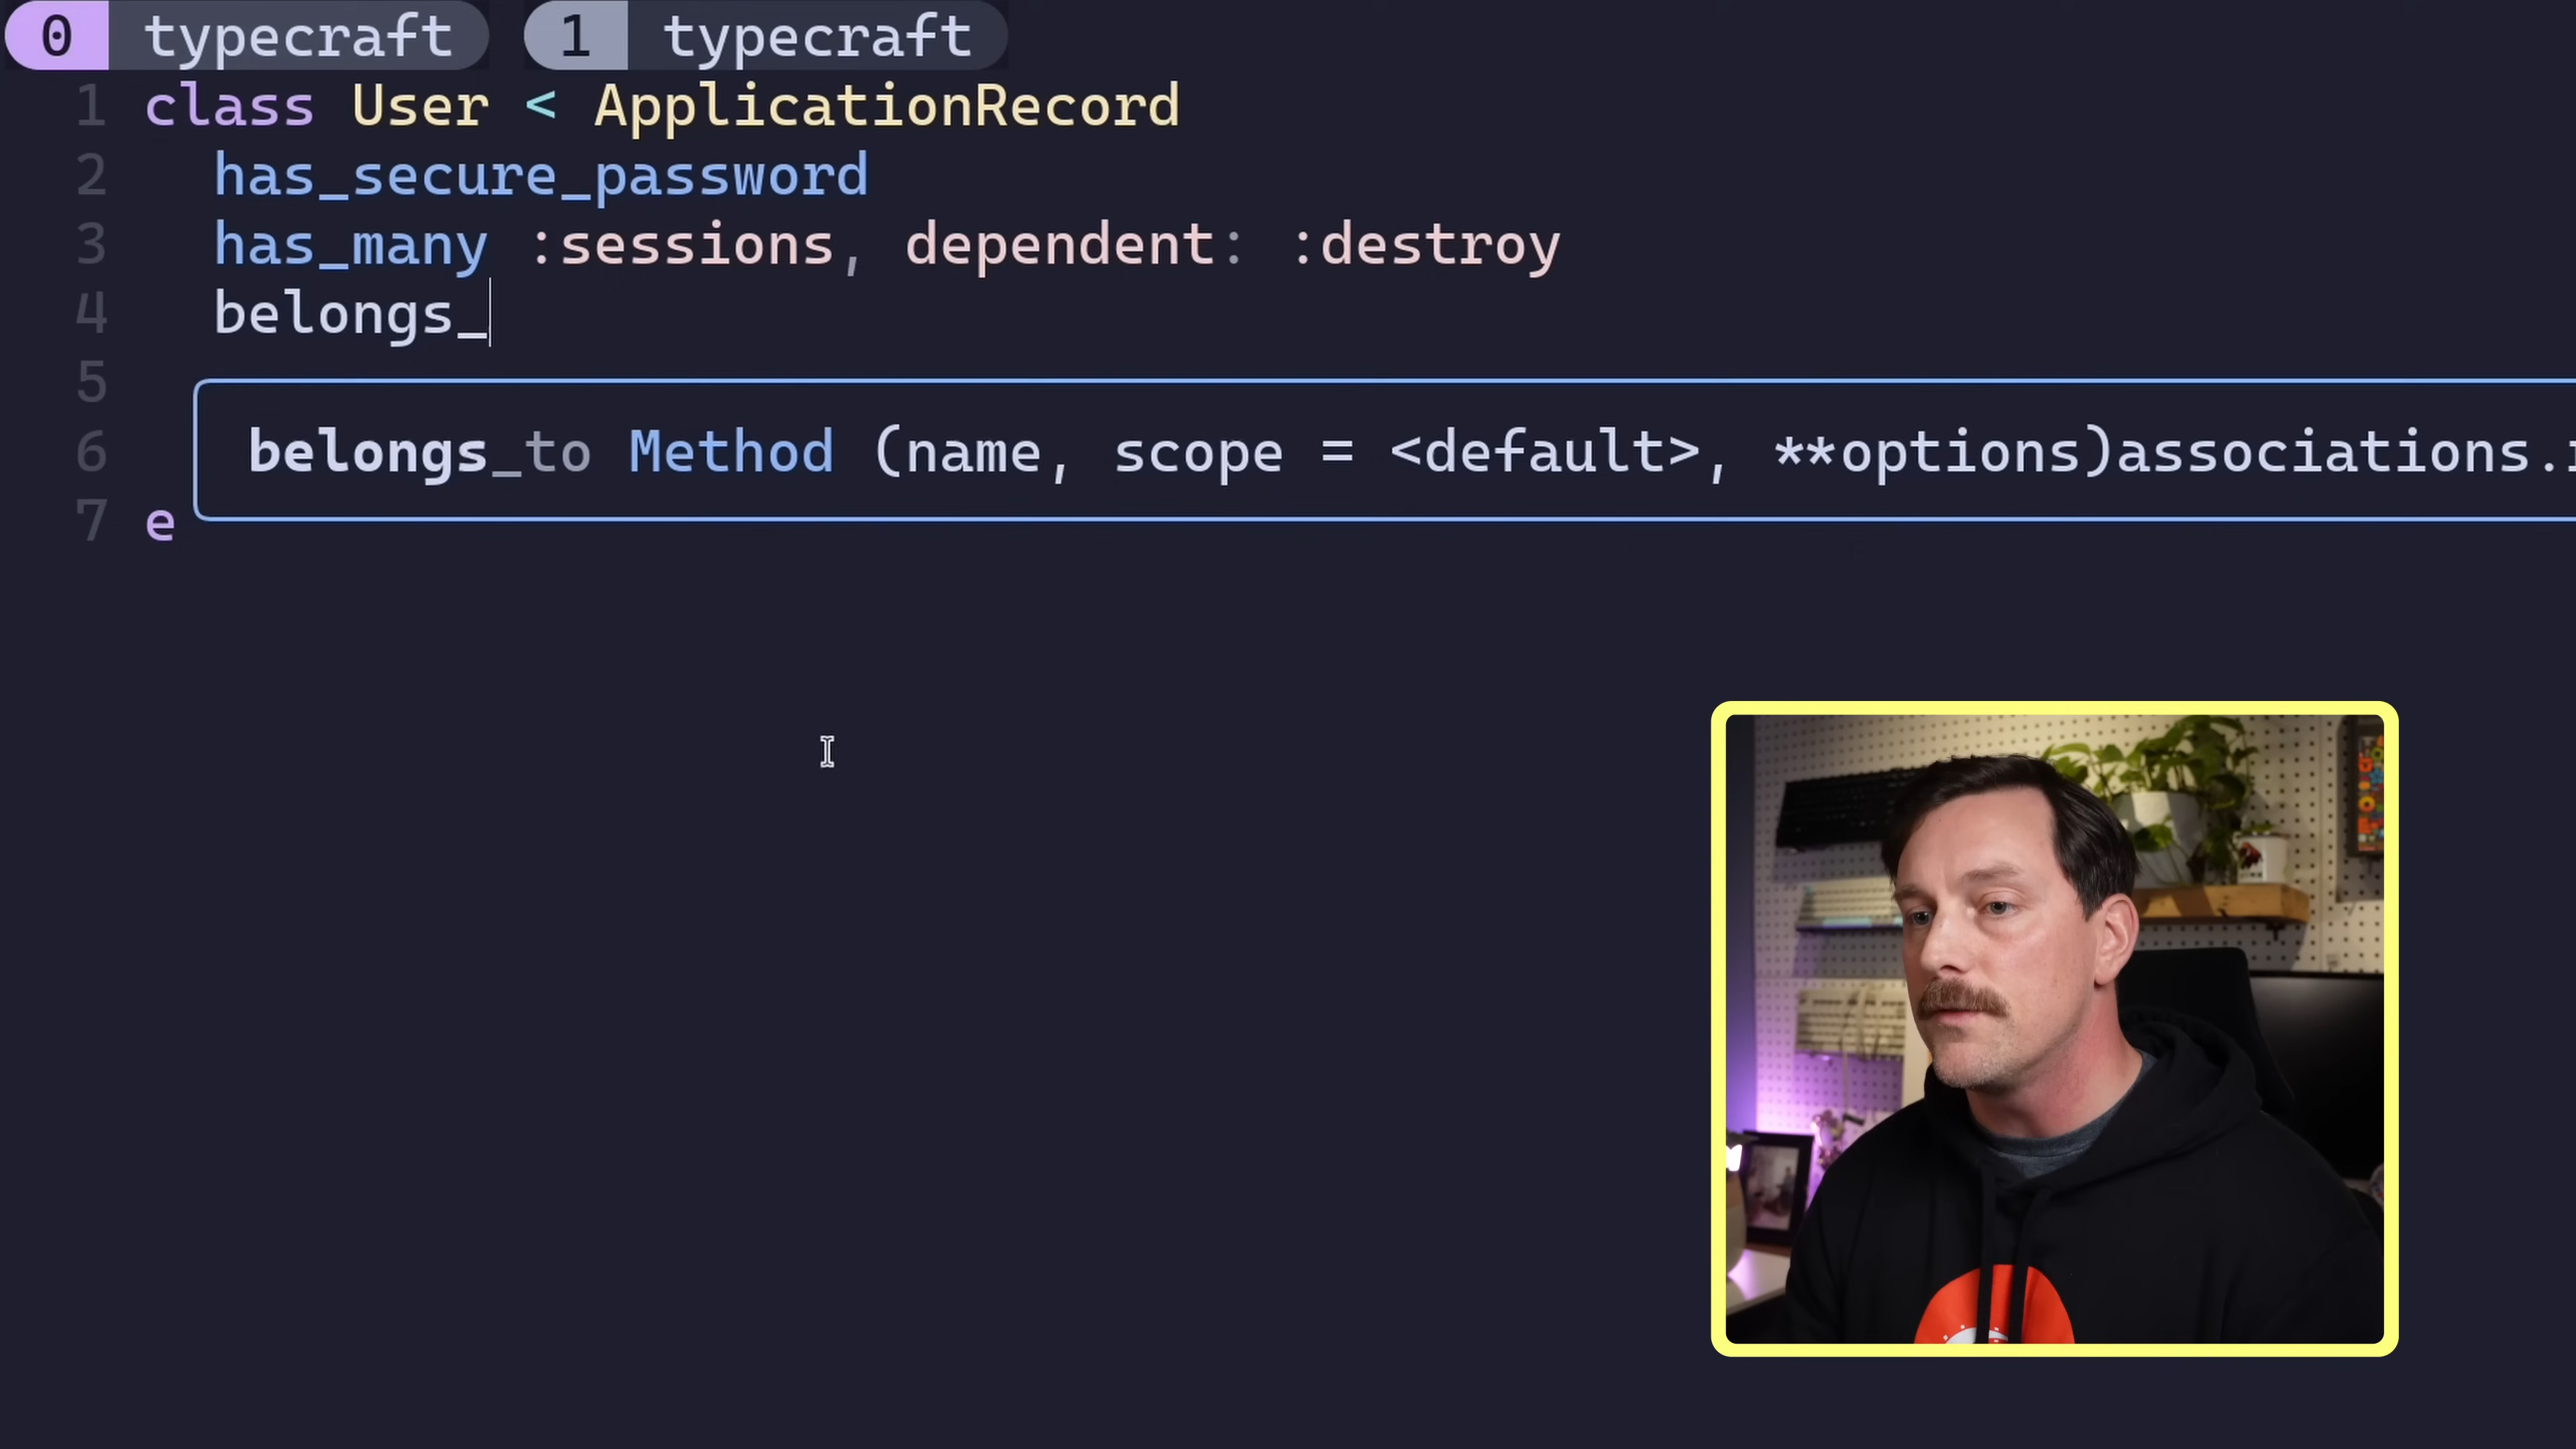 0 typecraft 1 typecraft
1 class User < ApplicationRecord
2 has_secure_password
3 has_many :sessions, dependent: :destroy
4 belongs_
5
6 belongs_to Method (name, scope = <default>, **options)associations.
7 e